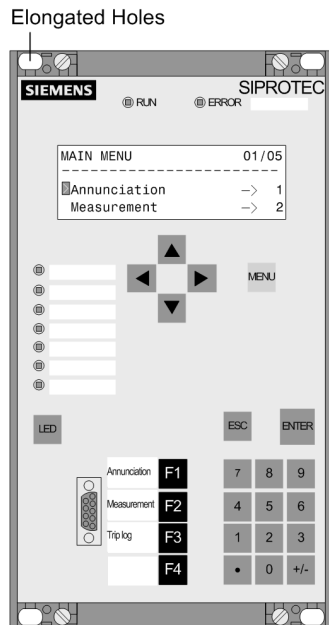 Elongated Holes
SIEMENS
SIPROTEC
RUN
ERROR
MAIN MENU 01/05
Annunciation —> 1
Measurement —> 2
MENU
LED
ESC
ENTER
Annunciation F1
7 8 9
Measurement F2
4 5 6
Trip log F3
1 2 3
F4
• 0 +/-